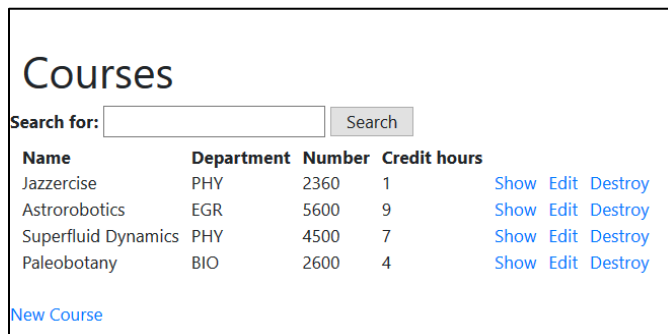 Courses
Search for: Search
Name Department Number Credit hours
Jazzercise PHY 2360 1 Show Edit Destroy
Astrorobotics EGR 5600 9 Show Edit Destroy
Superfluid Dynamics PHY 4500 7 Show Edit Destroy
Paleobotany BIO 2600 4 Show Edit Destroy
New Course